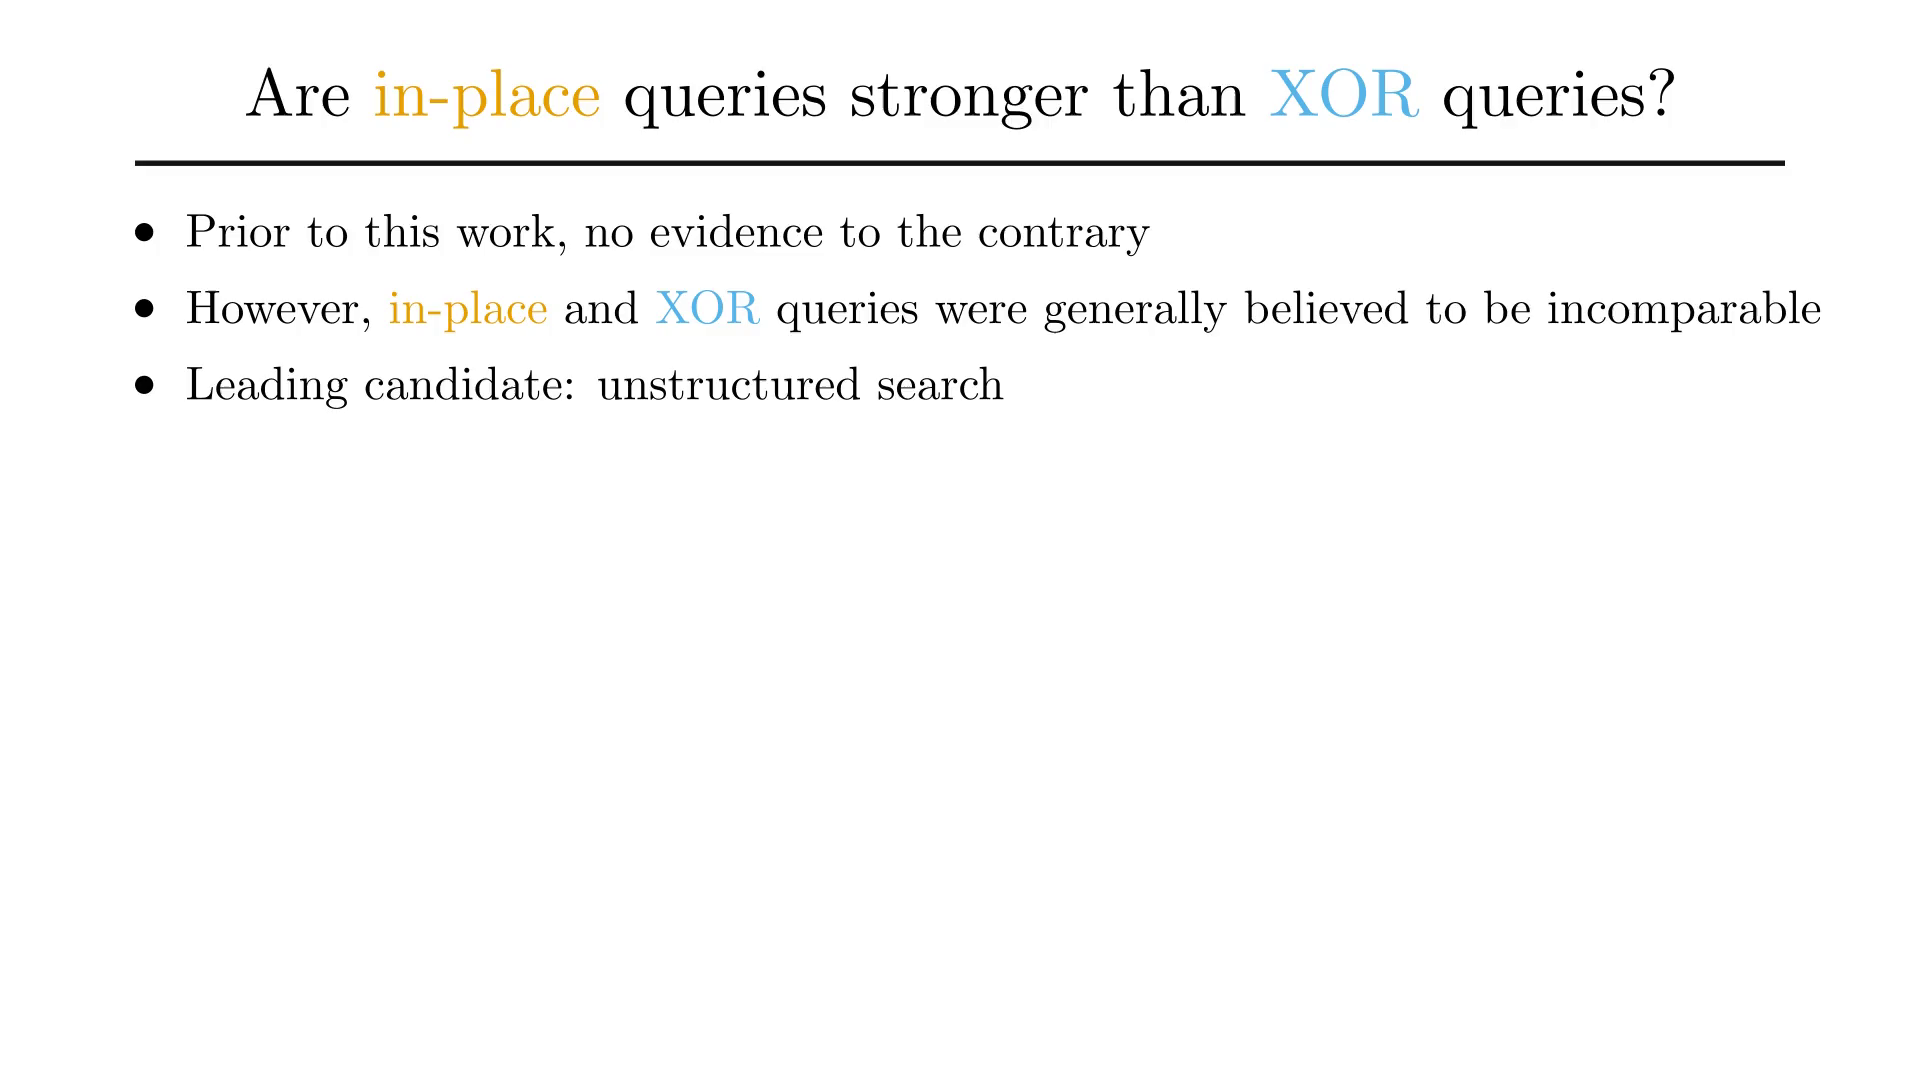 Are in-place queries stronger than XOR queries?
• Prior to this work, no evidence to the contrary
• However, in-place and XOR queries were generally believed to be incomparable
• Leading candidate: unstructured search